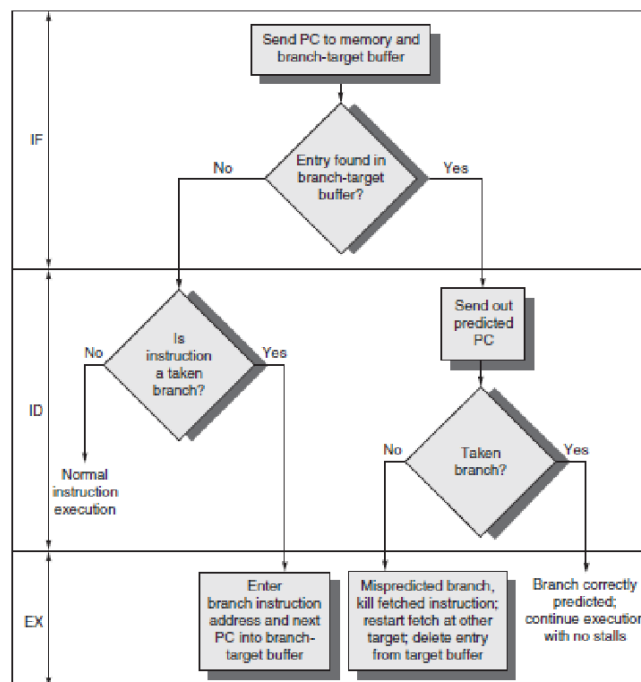 Send PC to memory and
branch-target buffer
IF
No
Entry found in
branch-target
buffer?
Yes
Send out
predicted
PC
No
Is
instruction
a taken
branch?
Yes
ID
No
Taken
branch?
Yes
Normal
instruction
execution
Enter
branch instruction
address and next
PC into branch-
target buffer
Mispredicted branch,
kill fetched instruction;
restart fetch at other
target; delete entry
from target buffer
Branch correctly
predicted;
continue execution
with no stalls
EX